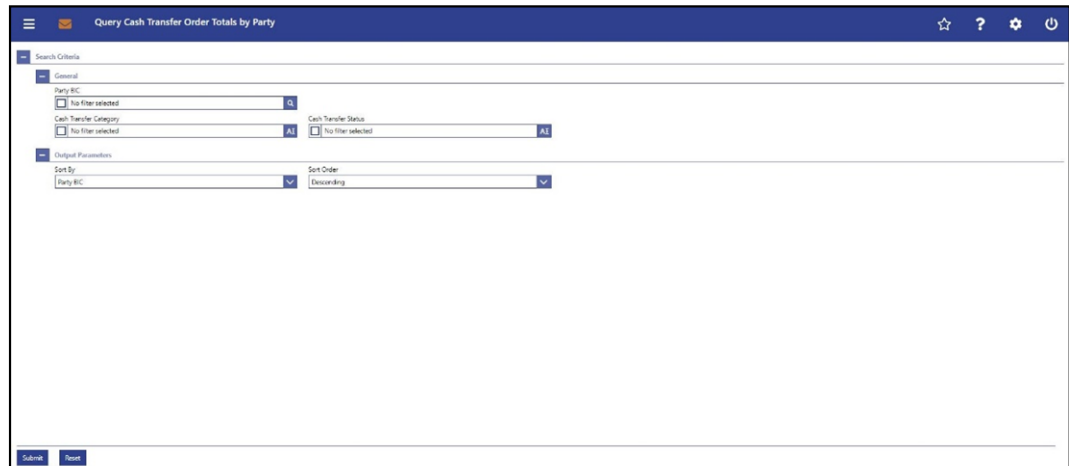 Query Cash Transfer Order Totals by Party
?
Search Criteria
General
Party BIC
No filter selected
Cash Transfer Category Cash Transfer Status
No filter selected No filter selected
Output Parameters
Sort By Sort Order
Party BIC Descending
Submit Reset